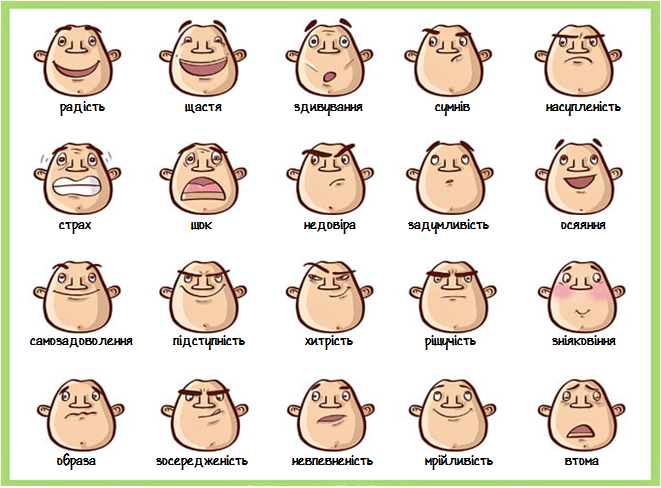 радість щастя здивування сумнів насупленість
страх шок недовіра задумливість осяяння
самозадоволення підступність хитрість рішучість зніяковіння
образа зосередженість невпевненість мрійливість втома